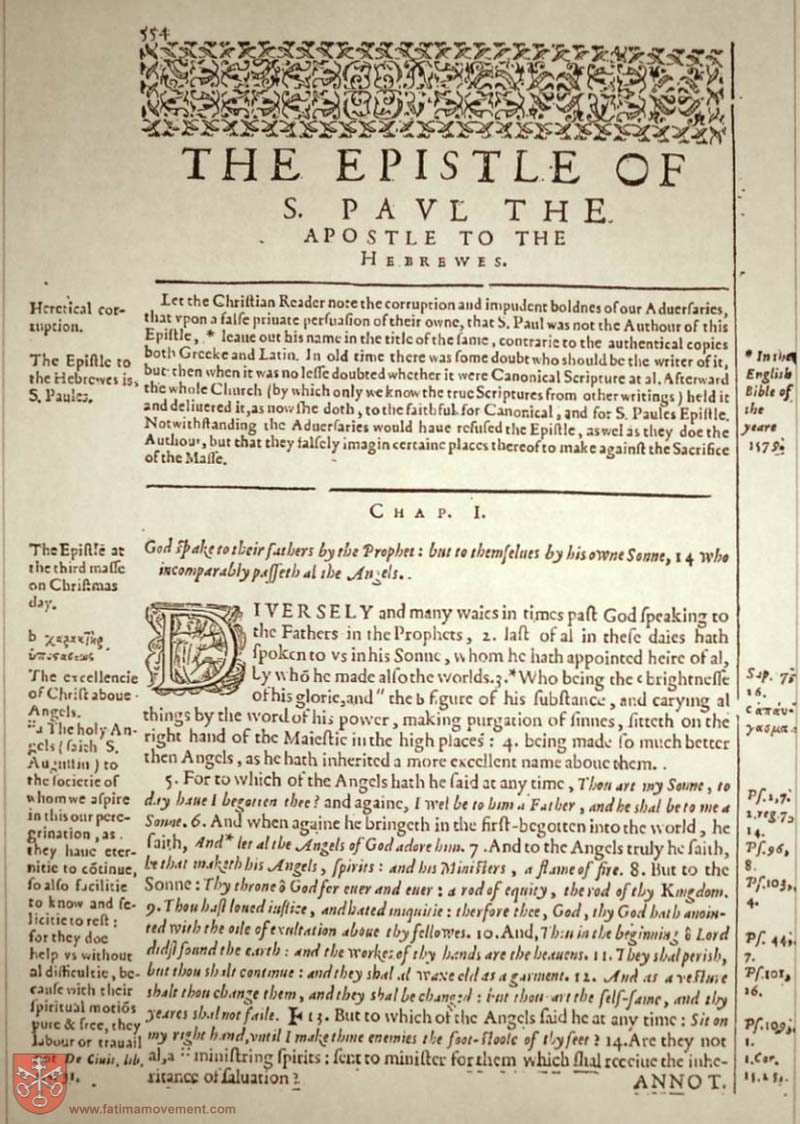 554
THE EPISTLE OF
S. PAVL THE
APOSTLE TO THE
HEBREWES.
Heretical cor-
ruption.
The Epistle to
the Hebrewes is,
S. Paules.
Let the Chriſtian Reader note the corruption and impudent boldnes of our Aduerſaries,
that vpon a falſe priuate perſuaſion of their owne, that S. Paul was not the Authour of this
Epiſtle, * leaue out his name in the title of the ſame, contrarie to the authentical copies
both Greeke and Latin. In old time there was ſome doubt who ſhould be the writer of it,
but then when it was no leſſe doubted whether it were Canonical Scripture at al. Afterward
the whole Church (by which only we know the true Scriptures from other writings) held it
and deliuered it, as now ſhe doth, to the faithful for Canonical, and for S. Paules Epiſtle.
Notwithſtanding the Aduerſaries would haue refuſed the Epiſtle, aswel as they doe the
Authour, but that they falſely imagin certaine places thereof to make againſt the Sacrifice
of the Maſſe.
* In the
English
Bible of
the
yeare
1579.
CHAP. I.
The Epiſtle at
the third maſſe
on Chriſtmas
day.
God ſpake to their fathers by the Prophet: but to themſelues by his owne Sonne, 14 who
incomparably paſſeth al the Angels.
DIVERSELY and many waies in times paſt God ſpeaking to
the Fathers in the Prophets, 2. laſt of al in theſe daies hath
ſpoken to vs in his Sonne, whom he hath appointed heire of al,
by whō he made alſo the worlds. 3. * Who being the c brightneſſe
of his glorie, and " the b figure of his ſubſtance, and carying al
things by the word of his power, making purgation of ſinnes, ſitteth on the
right hand of the Maieſtie in the high places: 4. being made ſo much better
then Angels, as he hath inherited a more excellent name aboue them.
5. For to which of the Angels hath he ſaid at any time, Thou art my Sonne, to
day haue I begotten thee? and againe, I wel be to him a Father, and he shal be to me a
Sonne. 6. And when againe he bringeth in the firſt-begotten into the world, he
ſaith, And * let al the Angels of God adore him. 7. And to the Angels truly he ſaith,
he that maketh his Angels, ſpirits: and his Miniſters, a flame of fire. 8. But to the
Sonne: Thy throne ô God for euer and euer: a rod of equity, the rod of thy Kingdom.
9. Thou haſt loued iuſtice, and hated iniquitie: therfore thee, God, thy God hath anoin-
ted with the oile of exultation aboue thy fellowes. 10. And, Thou in the beginning ô Lord
didſt found the earth: and the workes of thy hands are the heauens. 11. They shal perish,
but thou shalt continue: and they shal al waxe old as a garment. 12. And as a veſture
shalt thou change them, and they shal be changed: but thou art the ſelf-ſame, and thy
yeares shal not faile. 13. But to which of the Angels ſaid he at any time: Sit on
my right hand, vntil I make thine enemies the foot-ſtoole of thy feet? 14. Are they not
al, a " miniſtring ſpirits: ſent to miniſter for them which ſhal receiue the inhe-
ritance of ſaluation?
ANNOT.
b χαρακτὴρ
ὑποστάσεως
The excellencie
of Chriſt aboue
Angels.
The holy An-
gels (ſaith S.
Auguſtin) to
the ſocietie of
whom we aſpire
in this our pere-
grination, as
they haue eter-
nitie to cōtinue,
ſo alſo facilitie
to know and fe-
licitie to reſt:
for they doe
help vs without
al difficultie, be-
cauſe with their
ſpiritual motiōs
pure & free, they
labour or trauail
not De Ciuit. lib.
Sap. 7,
26.
c ἀπαύ-
γασμα
Pſ. 2, 7.
2. reg. 7,
14.
Pſ. 96,
8.
Pſ. 103,
4.
Pſ. 44,
7.
Pſ. 101,
26.
Pſ. 109,
1.
1. Cor.
15. 25.
www.fatimamovement.com